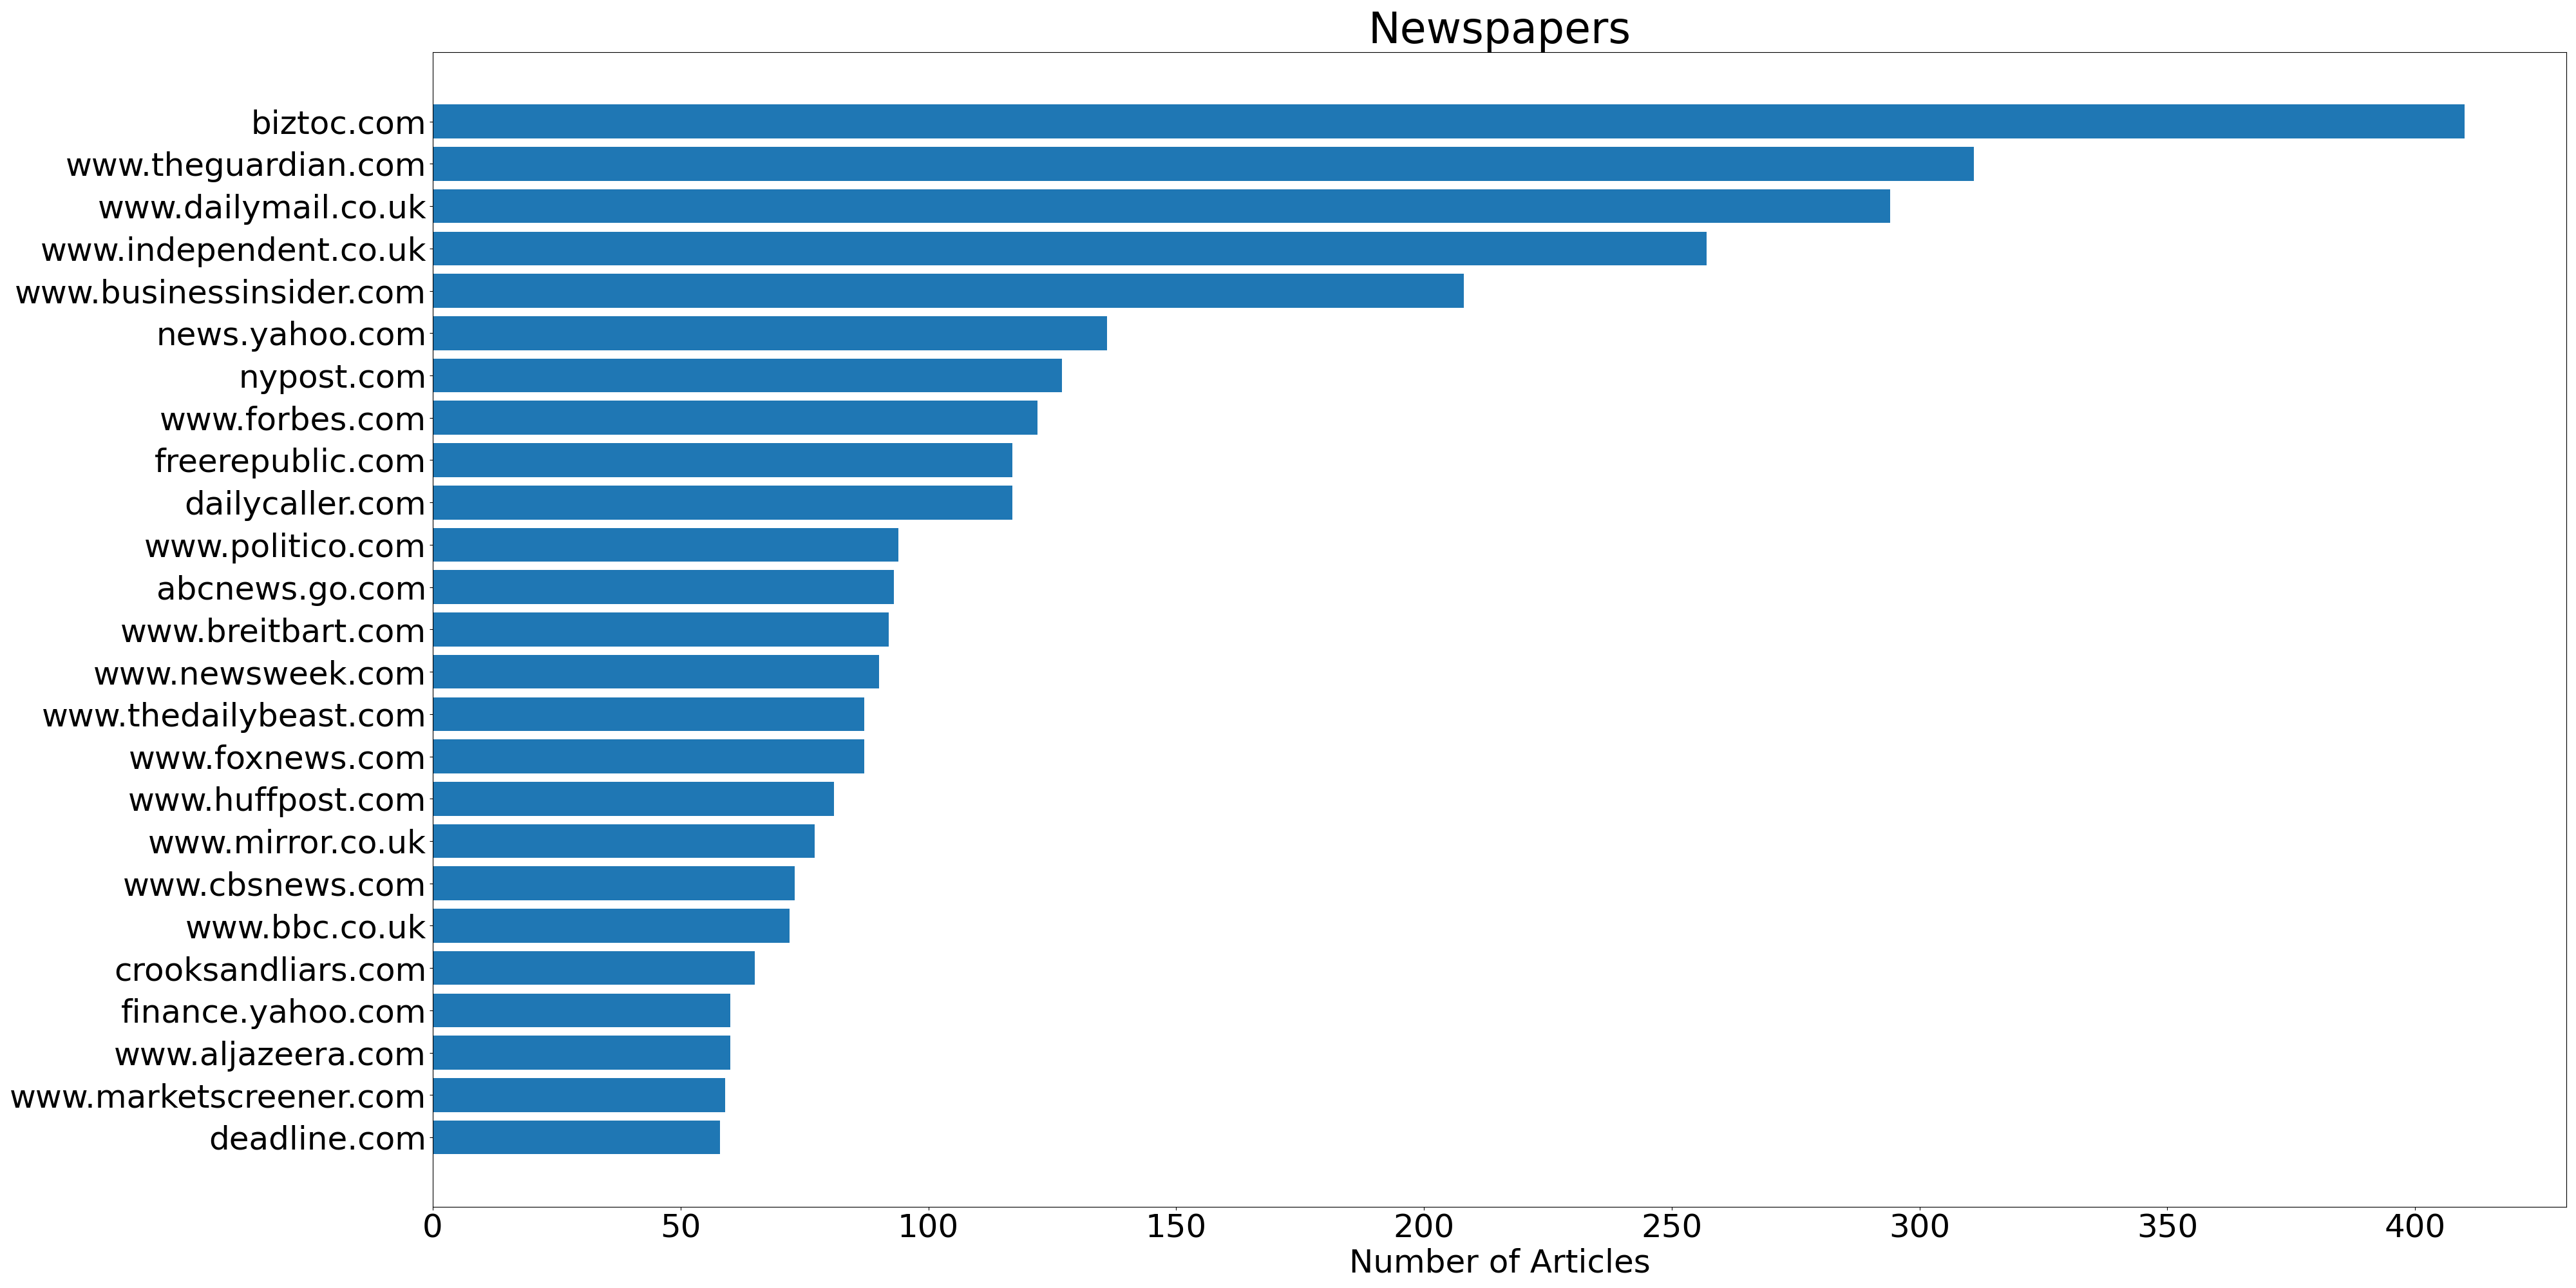 Newspapers
biztoc.com
www.theguardian.com
www.dailymail.co.uk
www.independent.co.uk
www.businessinsider.com
news.yahoo.com
nypost.com
www.forbes.com
freerepublic.com
dailycaller.com
www.politico.com
abcnews.go.com
www.breitbart.com
www.newsweek.com
www.thedailybeast.com
www.foxnews.com
www.huffpost.com
www.mirror.co.uk
www.cbsnews.com
www.bbc.co.uk
crooksandliars.com
finance.yahoo.com
www.aljazeera.com
www.marketscreener.com
deadline.com
0 50 100 150 200 250 300 350 400
Number of Articles